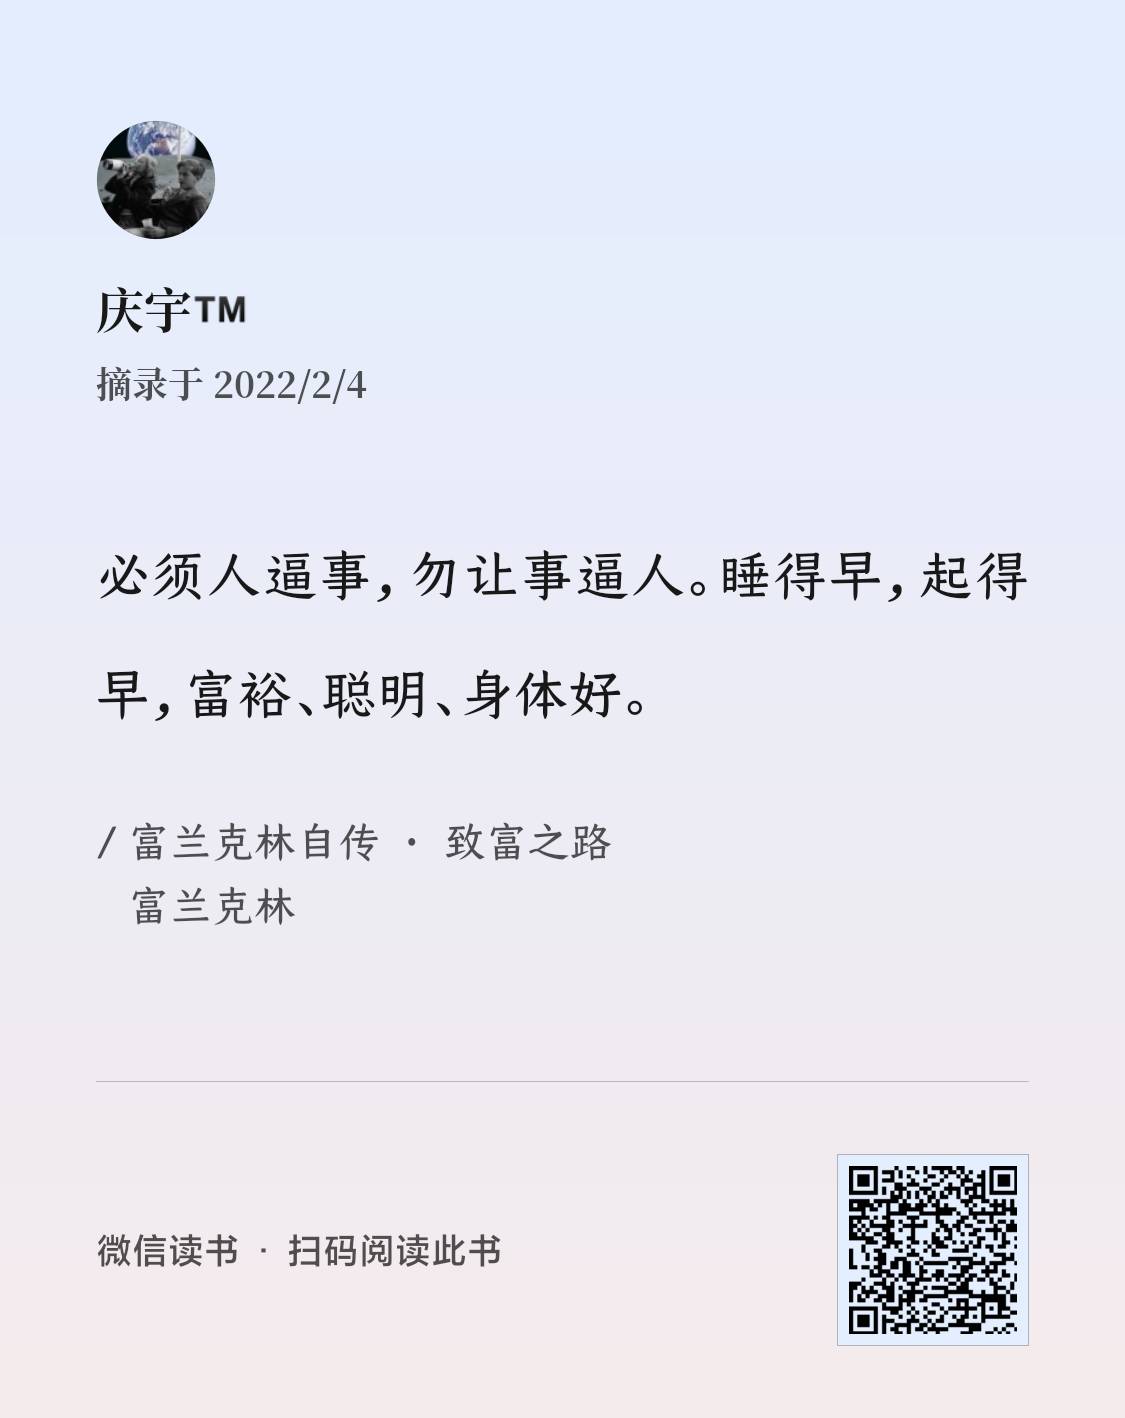 庆宇™
摘录于 2022/2/4
必须人逼事，勿让事逼人。睡得早，起得
早，富裕、聪明、身体好。
/ 富兰克林自传 · 致富之路
富兰克林
微信读书 · 扫码阅读此书